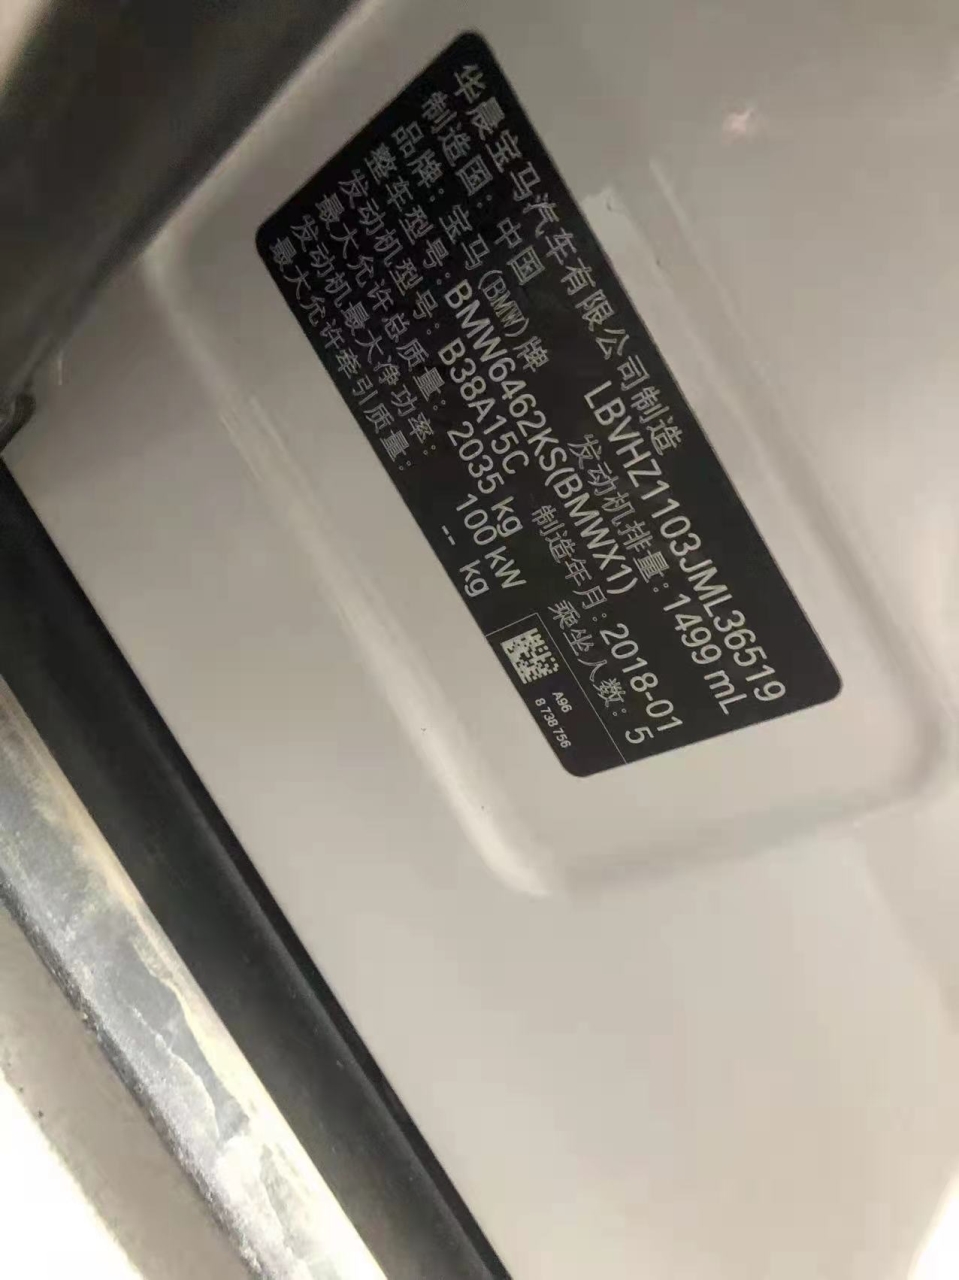 华晨宝马汽车有限公司制造
制造国：中国 LBVHZ1103JML36519
品牌：宝马(BMW)牌 发动机排量：1499 mL
整车型号：BMW6462KS(BMWX1)
发动机型号：B38A15C 制造年月：2018-01
最大允许总质量：2035 kg 乘坐人数：5
发动机最大净功率：100 kW
最大允许牵引质量：-- kg
A96
8 738 756